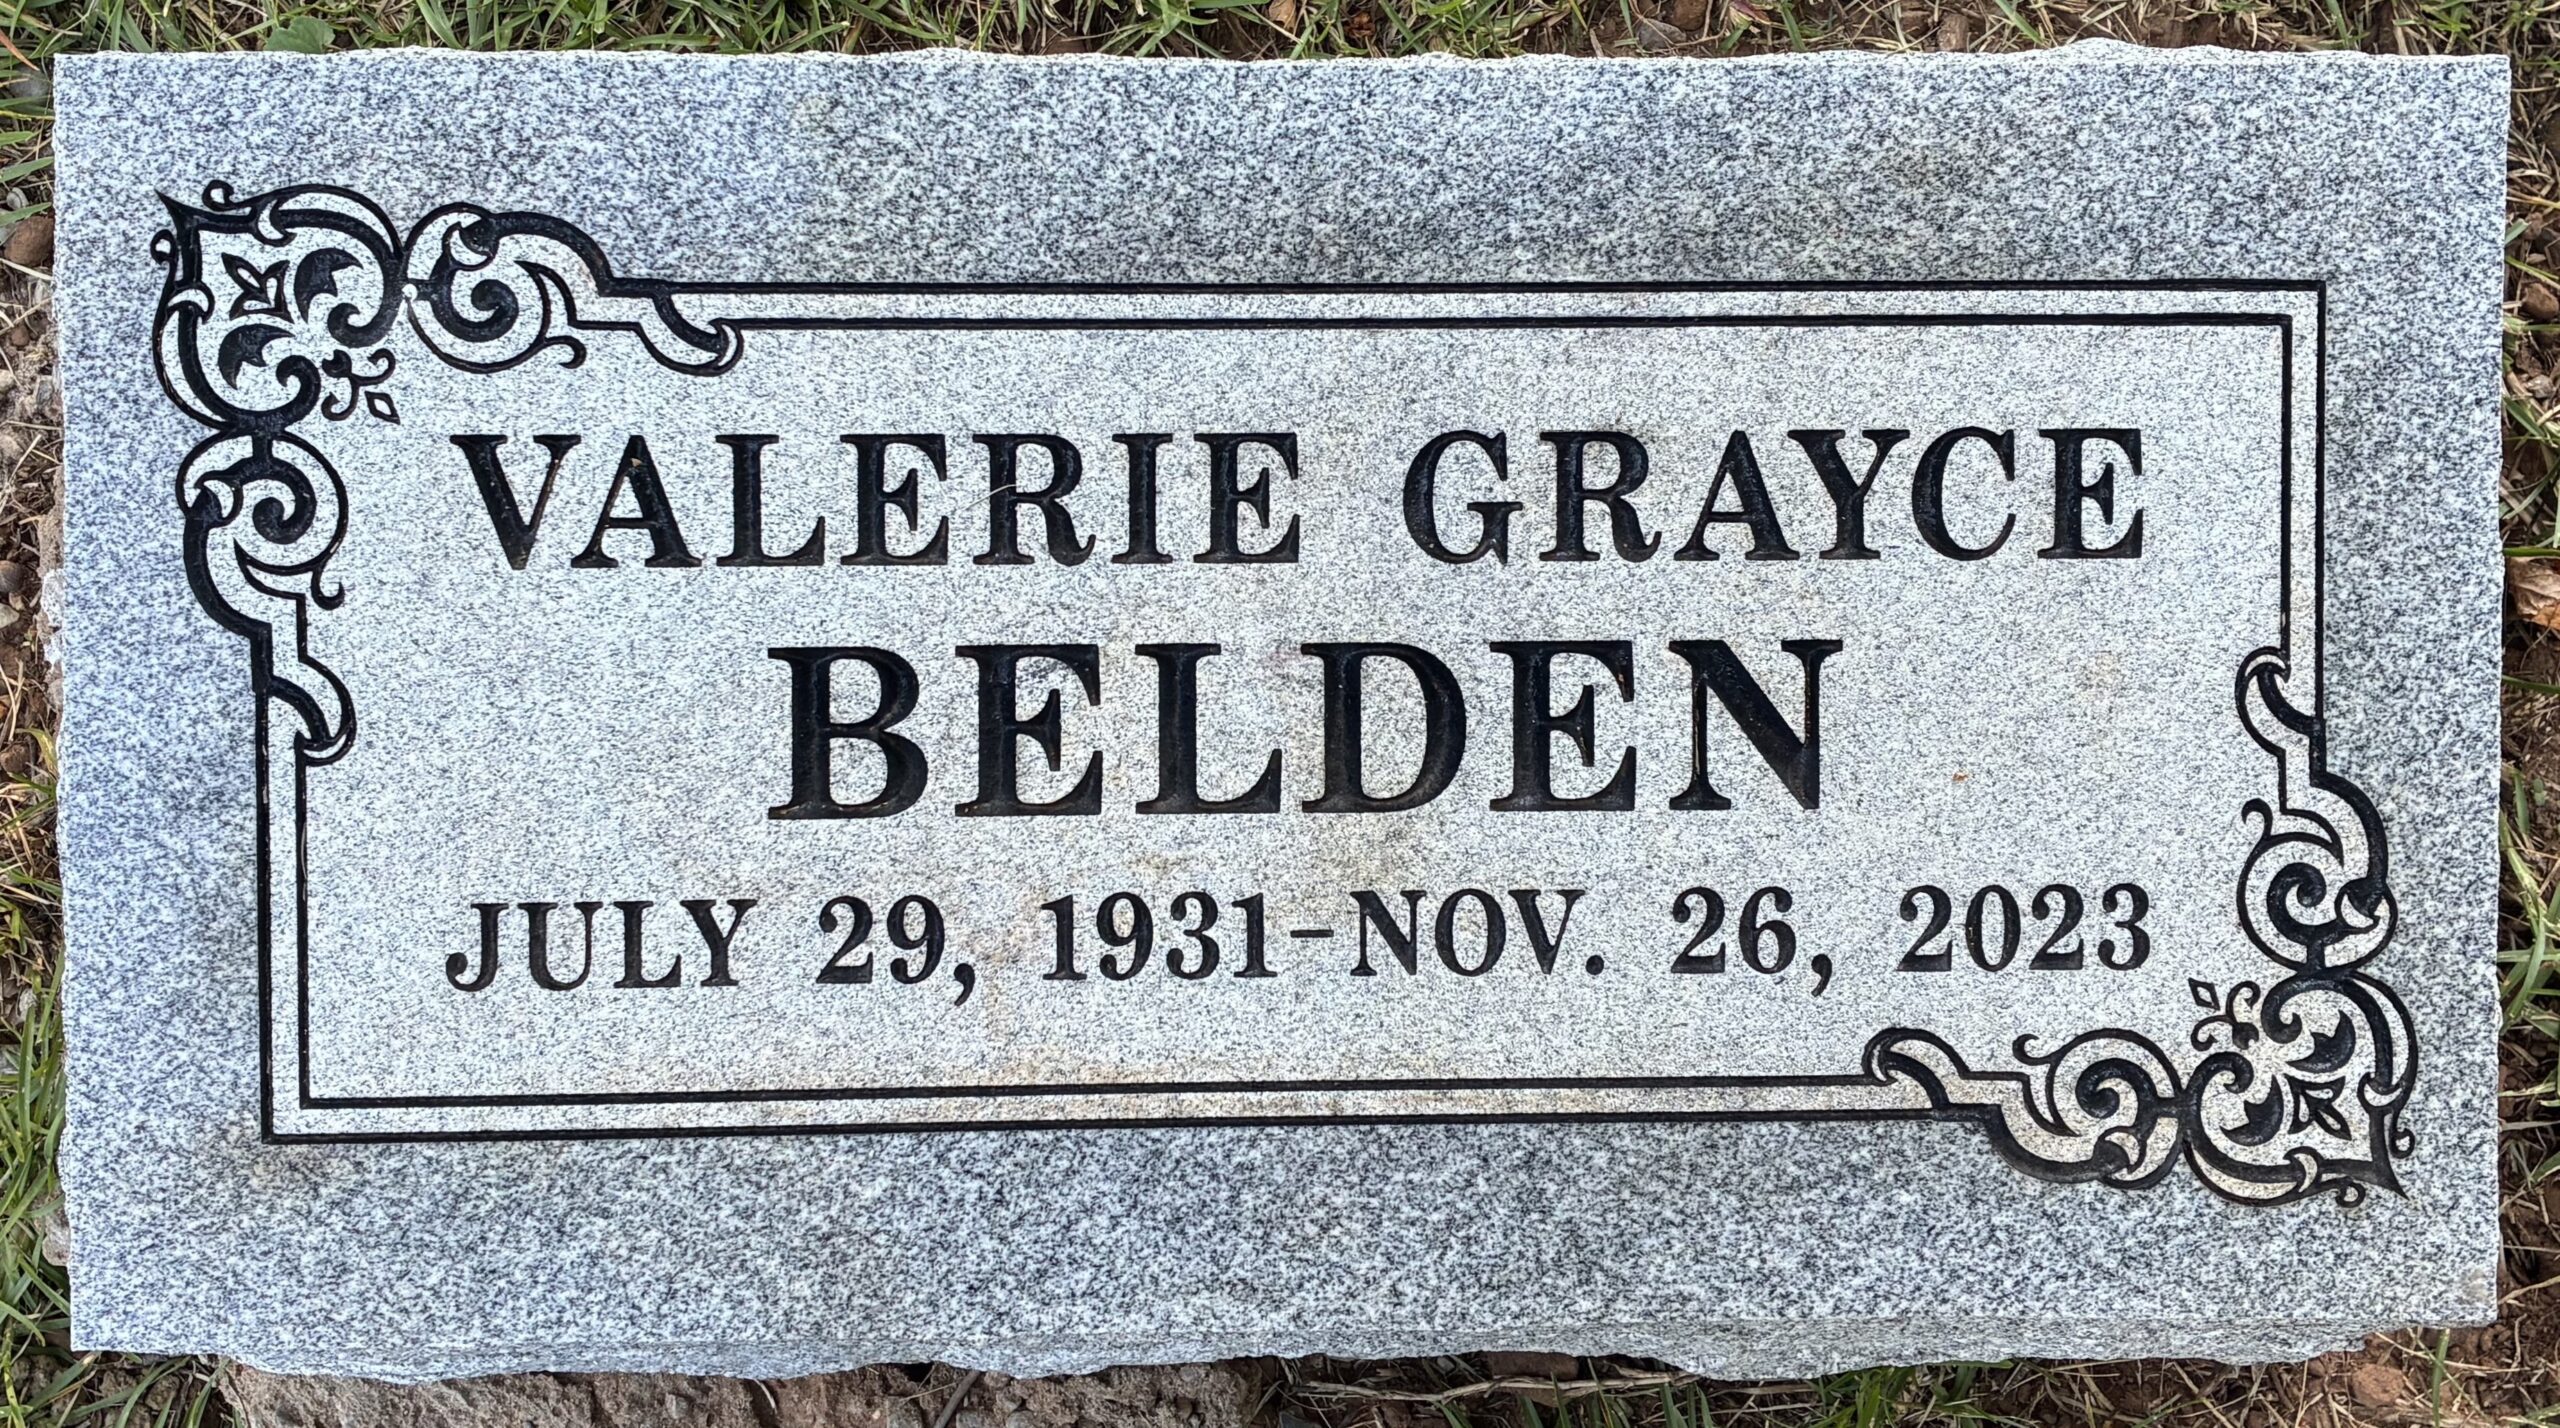 VALERIE GRAYCE
BELDEN
JULY 29, 1931-NOV. 26, 2023